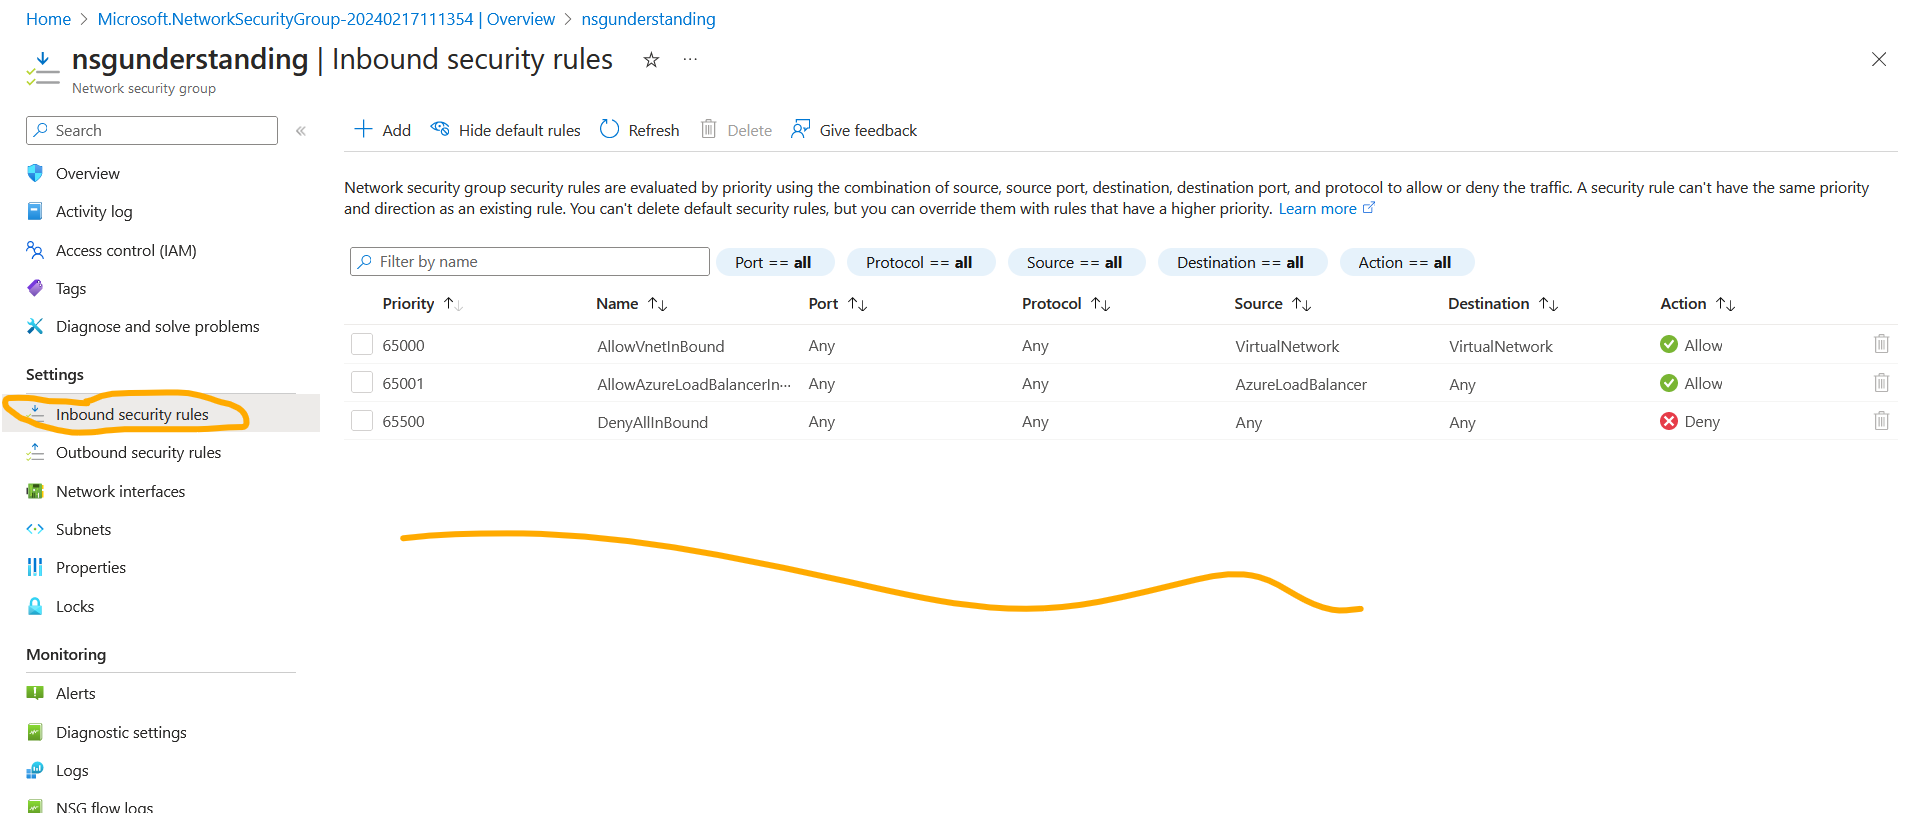 Home > Microsoft.NetworkSecurityGroup-20240217111354 | Overview > nsgunderstanding
nsgunderstanding | Inbound security rules
Network security group
Search
Add Hide default rules Refresh Delete Give feedback
Overview
Activity log
Access control (IAM)
Tags
Diagnose and solve problems
Settings
Inbound security rules
Outbound security rules
Network interfaces
Subnets
Properties
Locks
Monitoring
Alerts
Diagnostic settings
Logs
NSG flow logs
Network security group security rules are evaluated by priority using the combination of source, source port, destination, destination port, and protocol to allow or deny the traffic. A security rule can't have the same priority
and direction as an existing rule. You can't delete default security rules, but you can override them with rules that have a higher priority. Learn more
Filter by name Port == all Protocol == all Source == all Destination == all Action == all
Priority Name Port Protocol Source Destination Action
65000 AllowVnetInBound Any Any VirtualNetwork VirtualNetwork Allow
65001 AllowAzureLoadBalancerIn··· Any Any AzureLoadBalancer Any Allow
65500 DenyAllInBound Any Any Any Any Deny